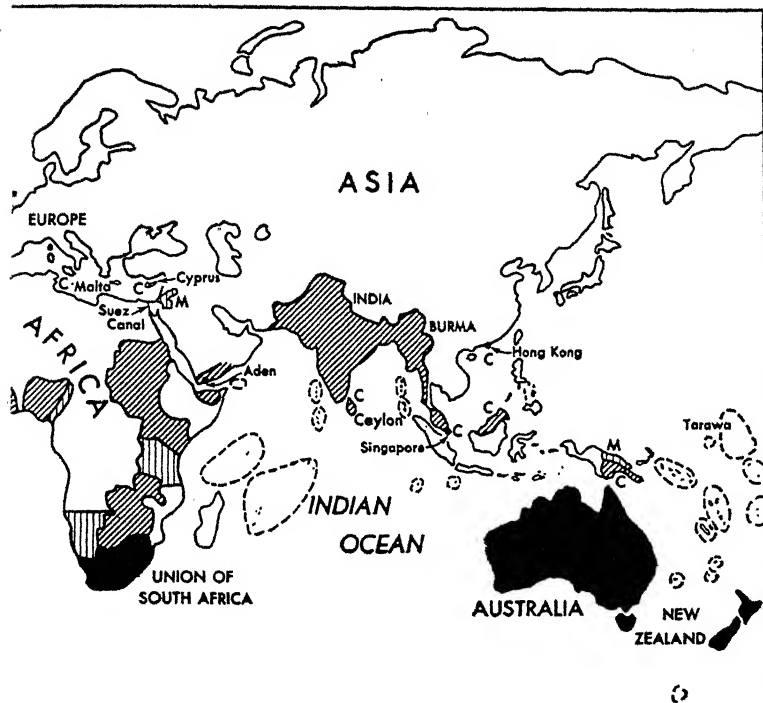 ASIA
EUROPE
C
Malta
C
Cyprus
M
Suez
Canal
AFRICA
INDIA
BURMA
C
Hong Kong
Aden
C
Ceylon
C
Singapore
C
Tarawa
M
C
INDIAN
OCEAN
UNION OF
SOUTH AFRICA
AUSTRALIA
NEW
ZEALAND